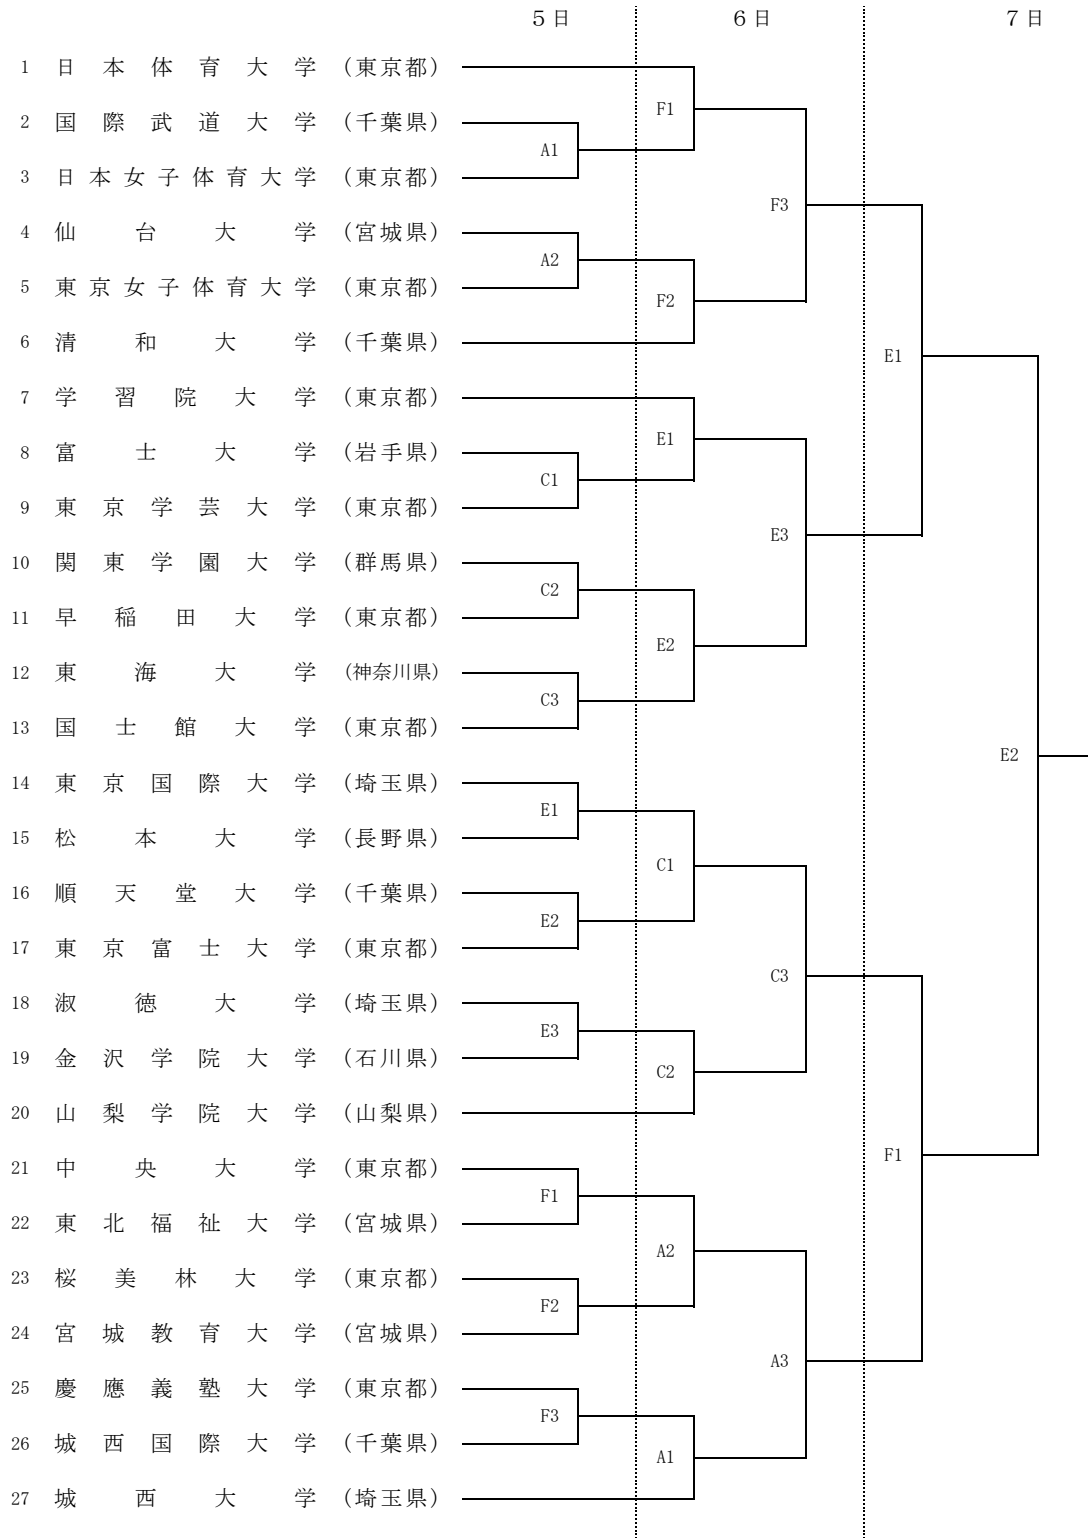 5日 6日 7日
1 日本体育大学 (東京都)
F1
2 国際武道大学 (千葉県)
A1
3 日本女子体育大学 (東京都)
F3
4 仙台大学 (宮城県)
A2
5 東京女子体育大学 (東京都)
F2
6 清和大学 (千葉県)
E1
7 学習院大学 (東京都)
E1
8 富士大学 (岩手県)
C1
9 東京学芸大学 (東京都)
E3
10 関東学園大学 (群馬県)
C2
11 早稲田大学 (東京都)
E2
12 東海大学 (神奈川県)
C3
13 国士館大学 (東京都)
E2
14 東京国際大学 (埼玉県)
E1
15 松本大学 (長野県)
C1
16 順天堂大学 (千葉県)
E2
17 東京富士大学 (東京都)
C3
18 淑徳大学 (埼玉県)
E3
19 金沢学院大学 (石川県)
C2
20 山梨学院大学 (山梨県)
F1
21 中央大学 (東京都)
F1
22 東北福祉大学 (宮城県)
A2
23 桜美林大学 (東京都)
F2
24 宮城教育大学 (宮城県)
A3
25 慶應義塾大学 (東京都)
F3
26 城西国際大学 (千葉県)
A1
27 城西大学 (埼玉県)